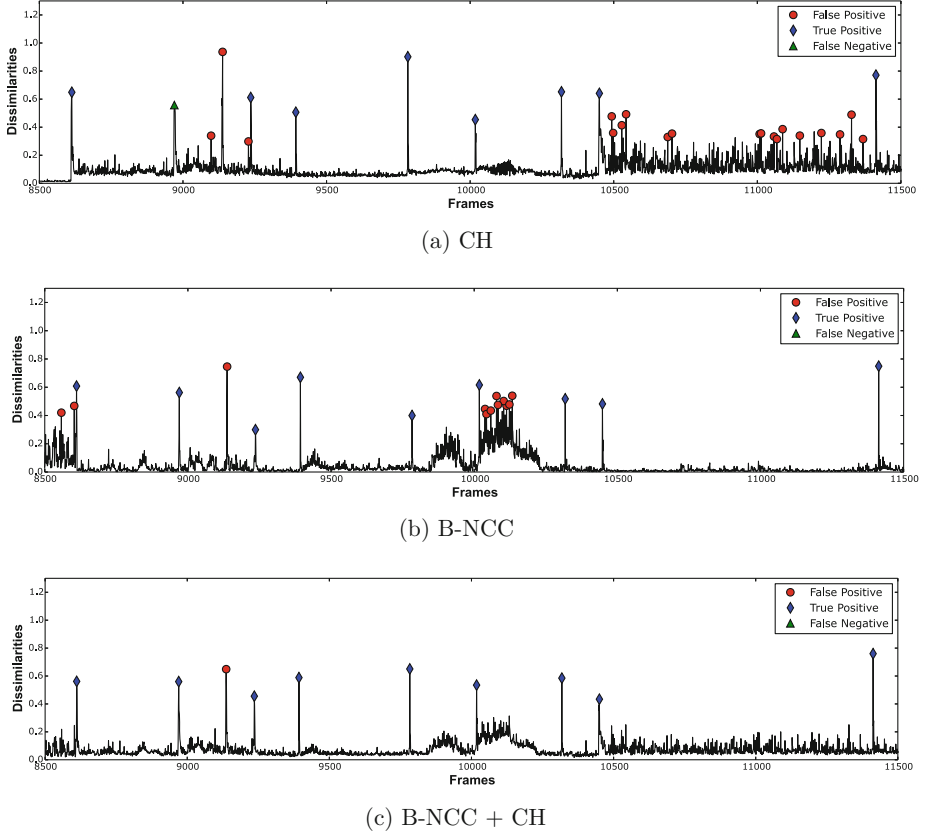 1.2
1.0
0.8
0.6
0.4
0.2
0.0
Dissimilarities
False Positive
True Positive
False Negative
8500 9000 9500 10000 10500 11000 11500
Frames
(a) CH
1.2
1.0
0.8
0.6
0.4
0.2
0.0
Dissimilarities
False Positive
True Positive
False Negative
8500 9000 9500 10000 10500 11000 11500
Frames
(b) B-NCC
1.2
1.0
0.8
0.6
0.4
0.2
0.0
Dissimilarities
False Positive
True Positive
False Negative
8500 9000 9500 10000 10500 11000 11500
Frames
(c) B-NCC + CH